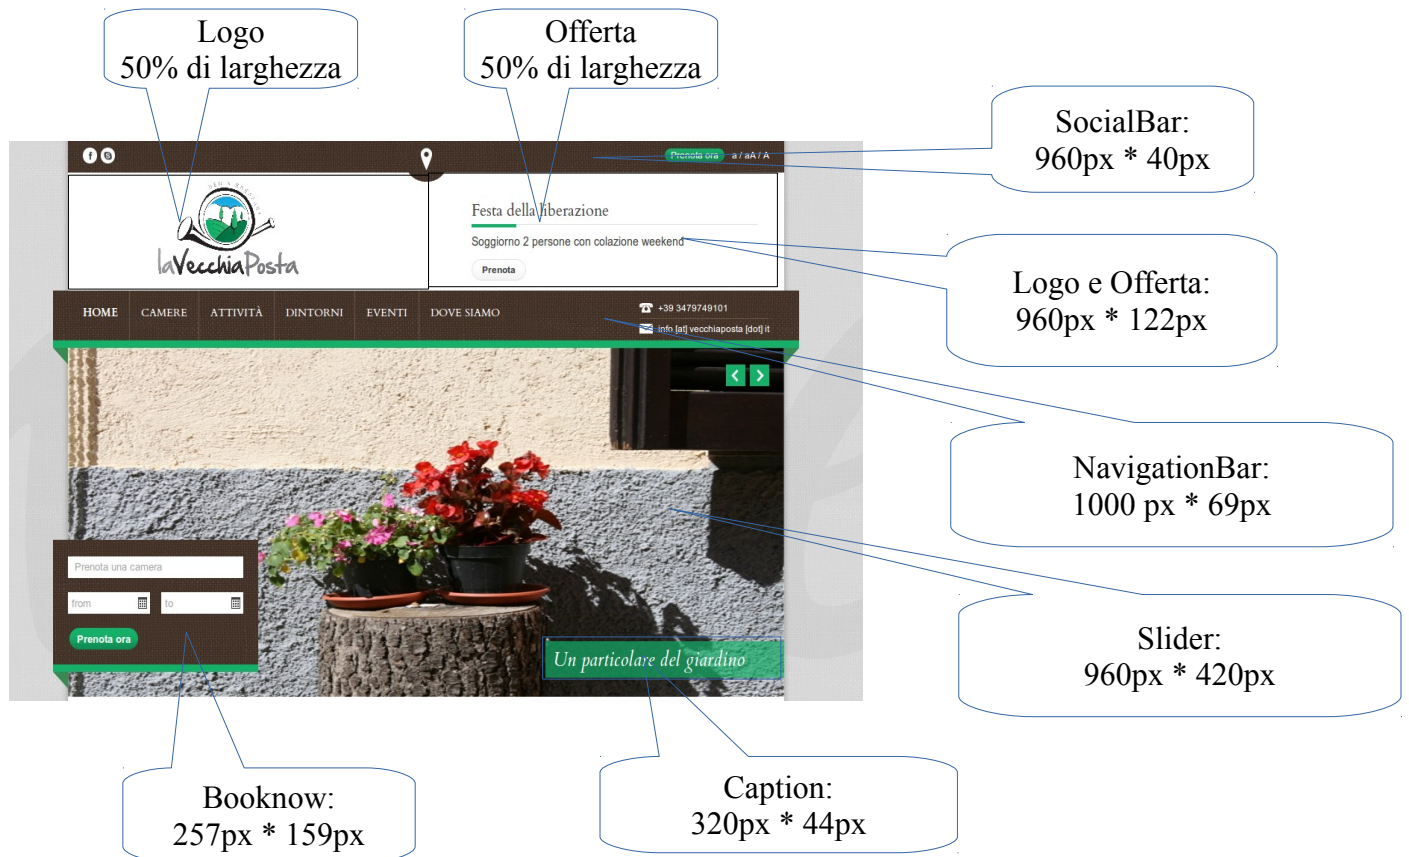 Logo
50% di larghezza
Offerta
50% di larghezza
SocialBar:
960px * 40px
Prenota ora a / aA / A
BED & BREAKFAST
laVecchiaPosta
Festa della liberazione
Soggiorno 2 persone con colazione weekend
Prenota
Logo e Offerta:
960px * 122px
HOME CAMERE ATTIVITÀ DINTORNI EVENTI DOVE SIAMO
+39 3479749101
info [at] vecchiaposta [dot] it
NavigationBar:
1000 px * 69px
Prenota una camera
from to
Prenota ora
Un particolare del giardino
Slider:
960px * 420px
Booknow:
257px * 159px
Caption:
320px * 44px